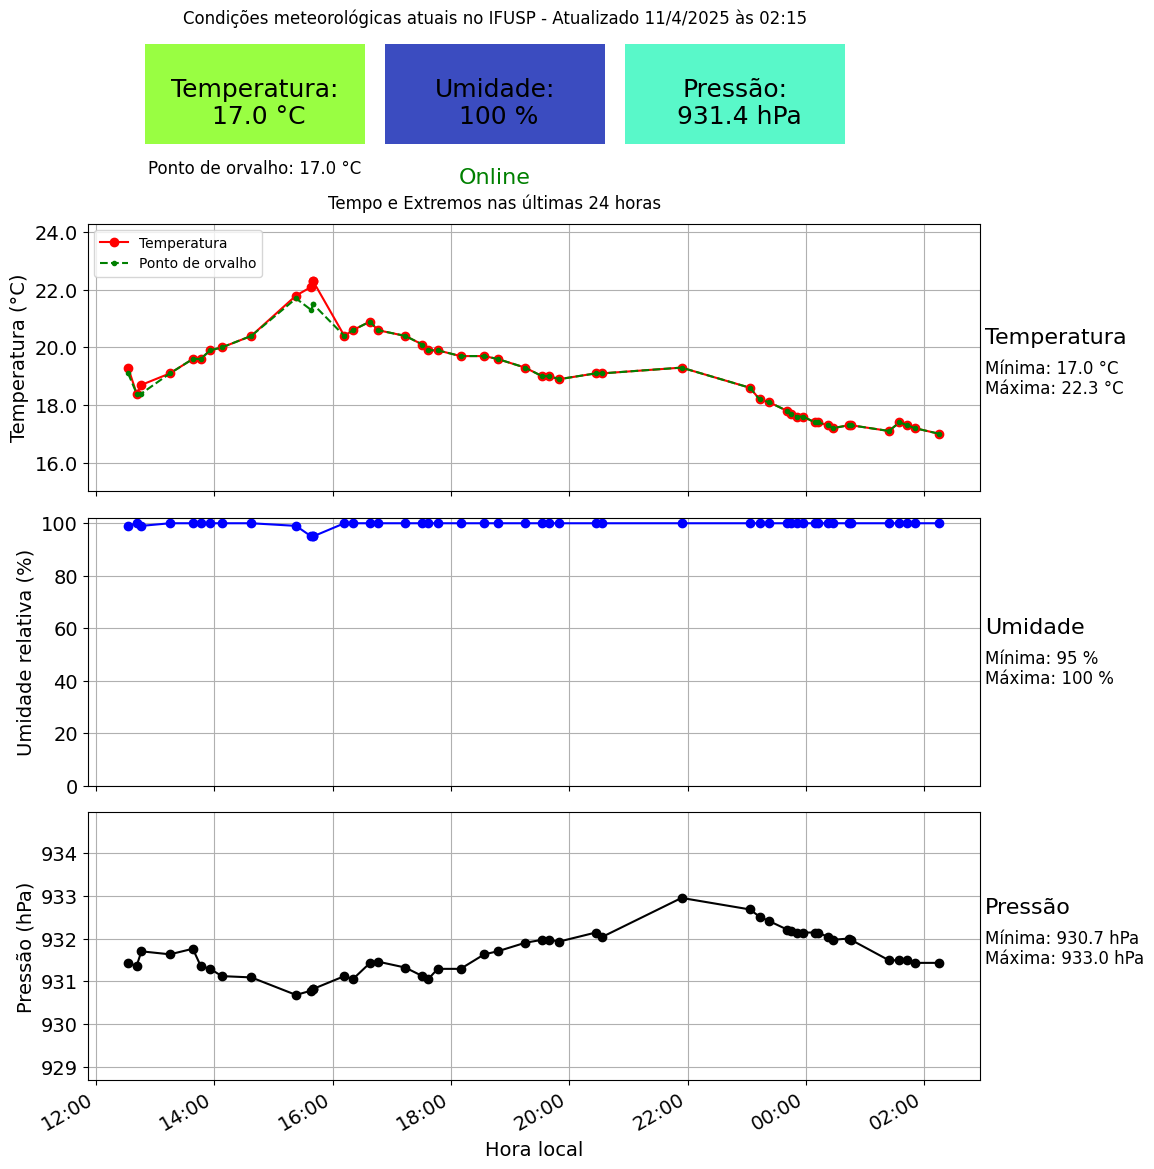 Condições meteorológicas atuais no IFUSP - Atualizado 11/4/2025 às 02:15
Temperatura:
17.0 °C
Umidade:
100 %
Pressão:
931.4 hPa
Ponto de orvalho: 17.0 °C
Online
Tempo e Extremos nas últimas 24 horas
Temperatura
Ponto de orvalho
Temperatura (°C)
24.0
22.0
20.0
18.0
16.0
Temperatura
Mínima: 17.0 °C
Máxima: 22.3 °C
Umidade relativa (%)
100
80
60
40
20
0
Umidade
Mínima: 95 %
Máxima: 100 %
Pressão (hPa)
934
933
932
931
930
929
Pressão
Mínima: 930.7 hPa
Máxima: 933.0 hPa
12:00
14:00
16:00
18:00
20:00
22:00
00:00
02:00
Hora local